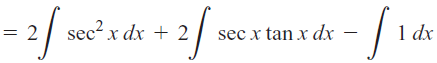 = 2∫ sec² x dx + 2∫ sec x tan x dx − ∫ 1 dx